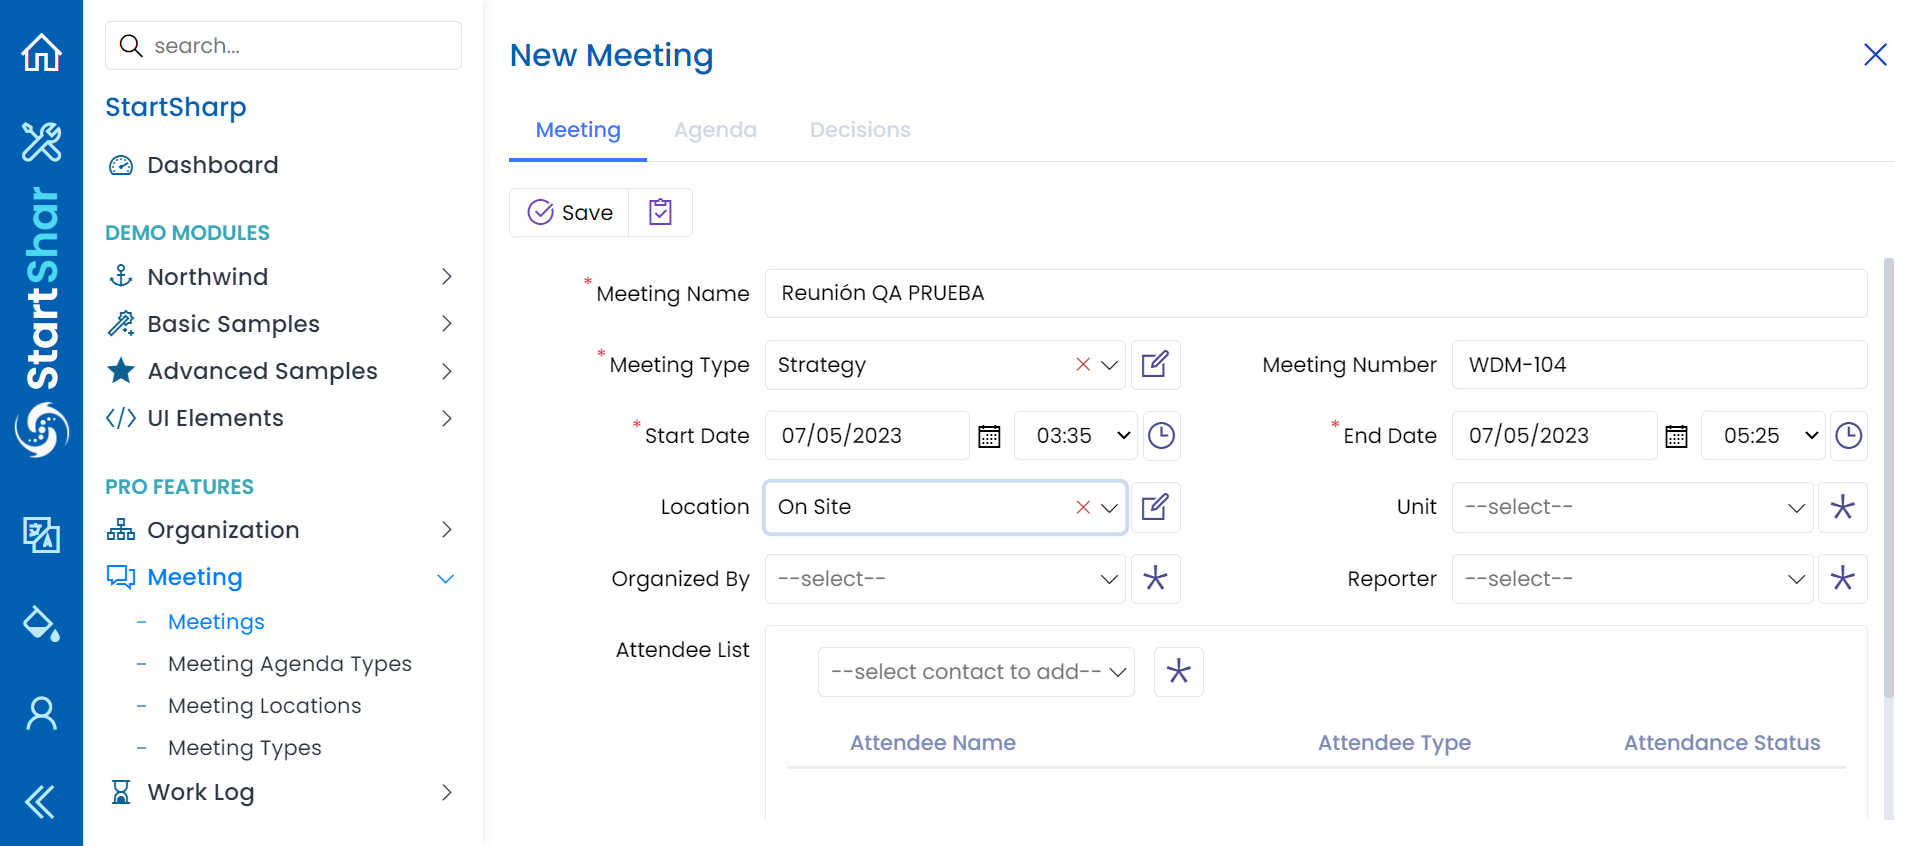 search...
StartSharp
Dashboard
DEMO MODULES
Northwind
Basic Samples
Advanced Samples
UI Elements
PRO FEATURES
Organization
Meeting
- Meetings
- Meeting Agenda Types
- Meeting Locations
- Meeting Types
Work Log
StartShar
New Meeting
Meeting Agenda Decisions
Save
* Meeting Name Reunión QA PRUEBA
* Meeting Type Strategy Meeting Number WDM-104
* Start Date 07/05/2023 03:35 * End Date 07/05/2023 05:25
Location On Site Unit --select--
Organized By --select-- Reporter --select--
Attendee List
--select contact to add--
Attendee Name Attendee Type Attendance Status